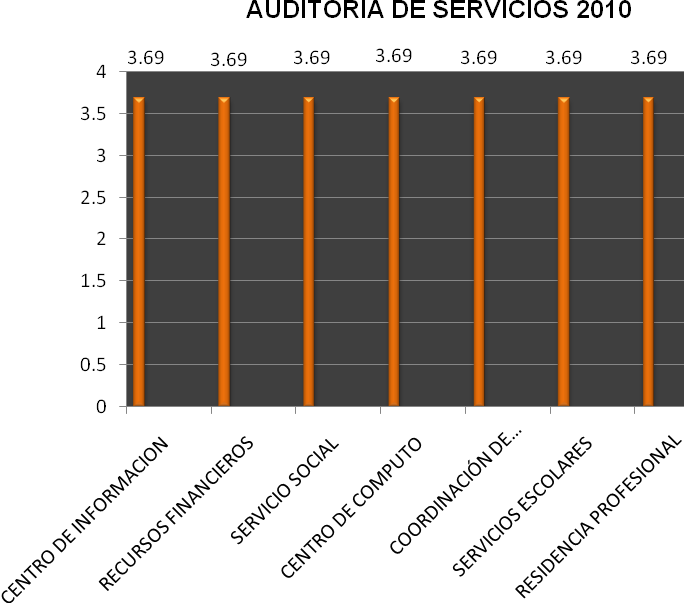 AUDITORIA DE SERVICIOS 2010
3.69 3.69 3.69 3.69 3.69 3.69 3.69
4
3.5
3
2.5
2
1.5
1
0.5
0
CENTRO DE INFORMACION
RECURSOS FINANCIEROS
SERVICIO SOCIAL
CENTRO DE COMPUTO
COORDINACIÓN DE...
SERVICIOS ESCOLARES
RESIDENCIA PROFESIONAL